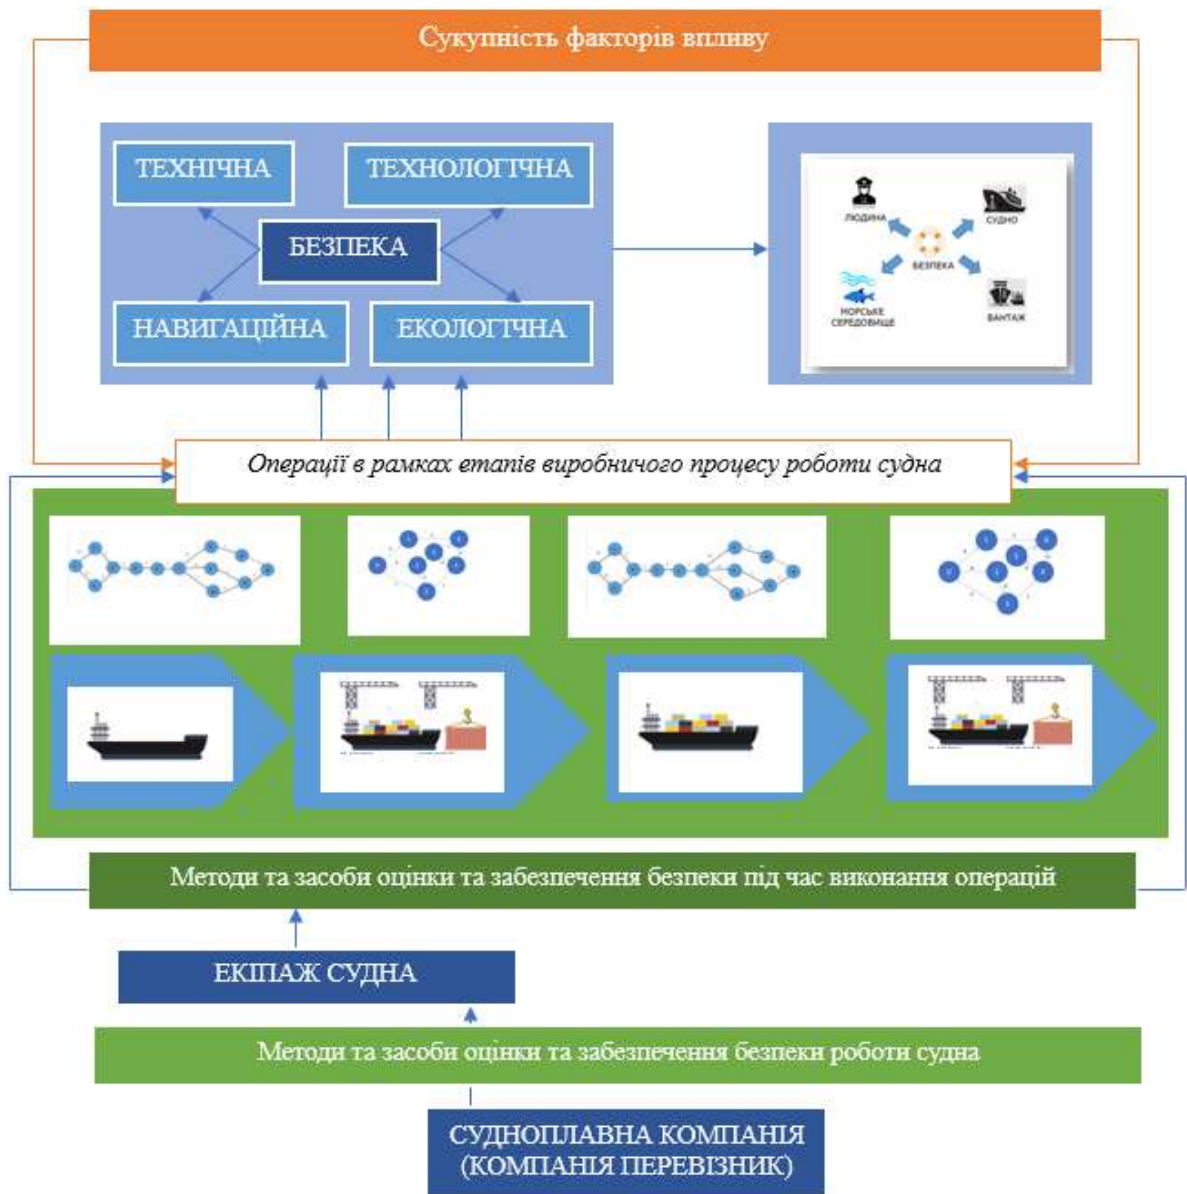 Сукупність факторів впливу
ТЕХНІЧНА
ТЕХНОЛОГІЧНА
БЕЗПЕКА
НАВИГАЦІЙНА
ЕКОЛОГІЧНА
ЛЮДИНА
СУДНО
БЕЗПЕКА
МОРСЬКЕ
СЕРЕДОВИЩЕ
ВАНТАЖ
Операції в рамках етапів виробничого процесу роботи судна
Методи та засоби оцінки та забезпечення безпеки під час виконання операцій
ЕКІПАЖ СУДНА
Методи та засоби оцінки та забезпечення безпеки роботи судна
СУДНОПЛАВНА КОМПАНІЯ
(КОМПАНІЯ ПЕРЕВІЗНИК)